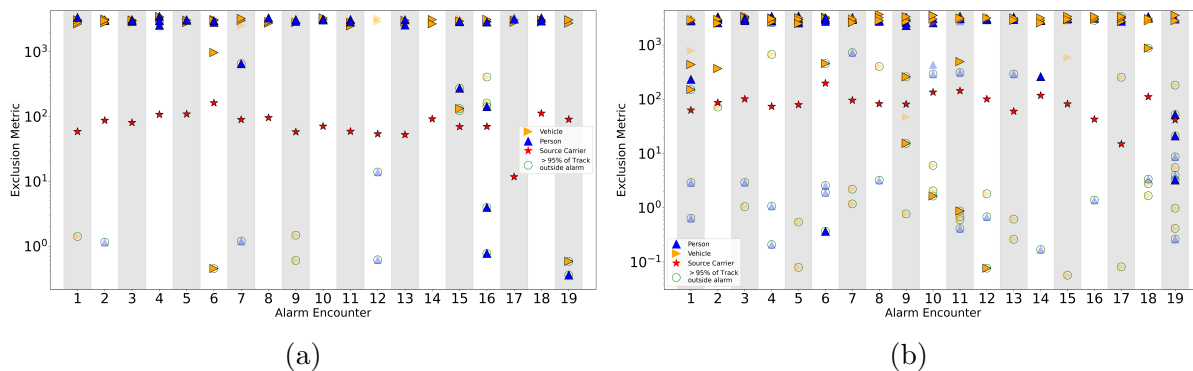 Exclusion Metric
10³
10²
10¹
10⁰
Vehicle
Person
Source Carrier
> 95% of Track
outside alarm
1 2 3 4 5 6 7 8 9 10 11 12 13 14 15 16 17 18 19
Alarm Encounter
(a)
Exclusion Metric
10³
10²
10¹
10⁰
10⁻¹
Person
Vehicle
Source Carrier
> 95% of Track
outside alarm
1 2 3 4 5 6 7 8 9 10 11 12 13 14 15 16 17 18 19
Alarm Encounter
(b)